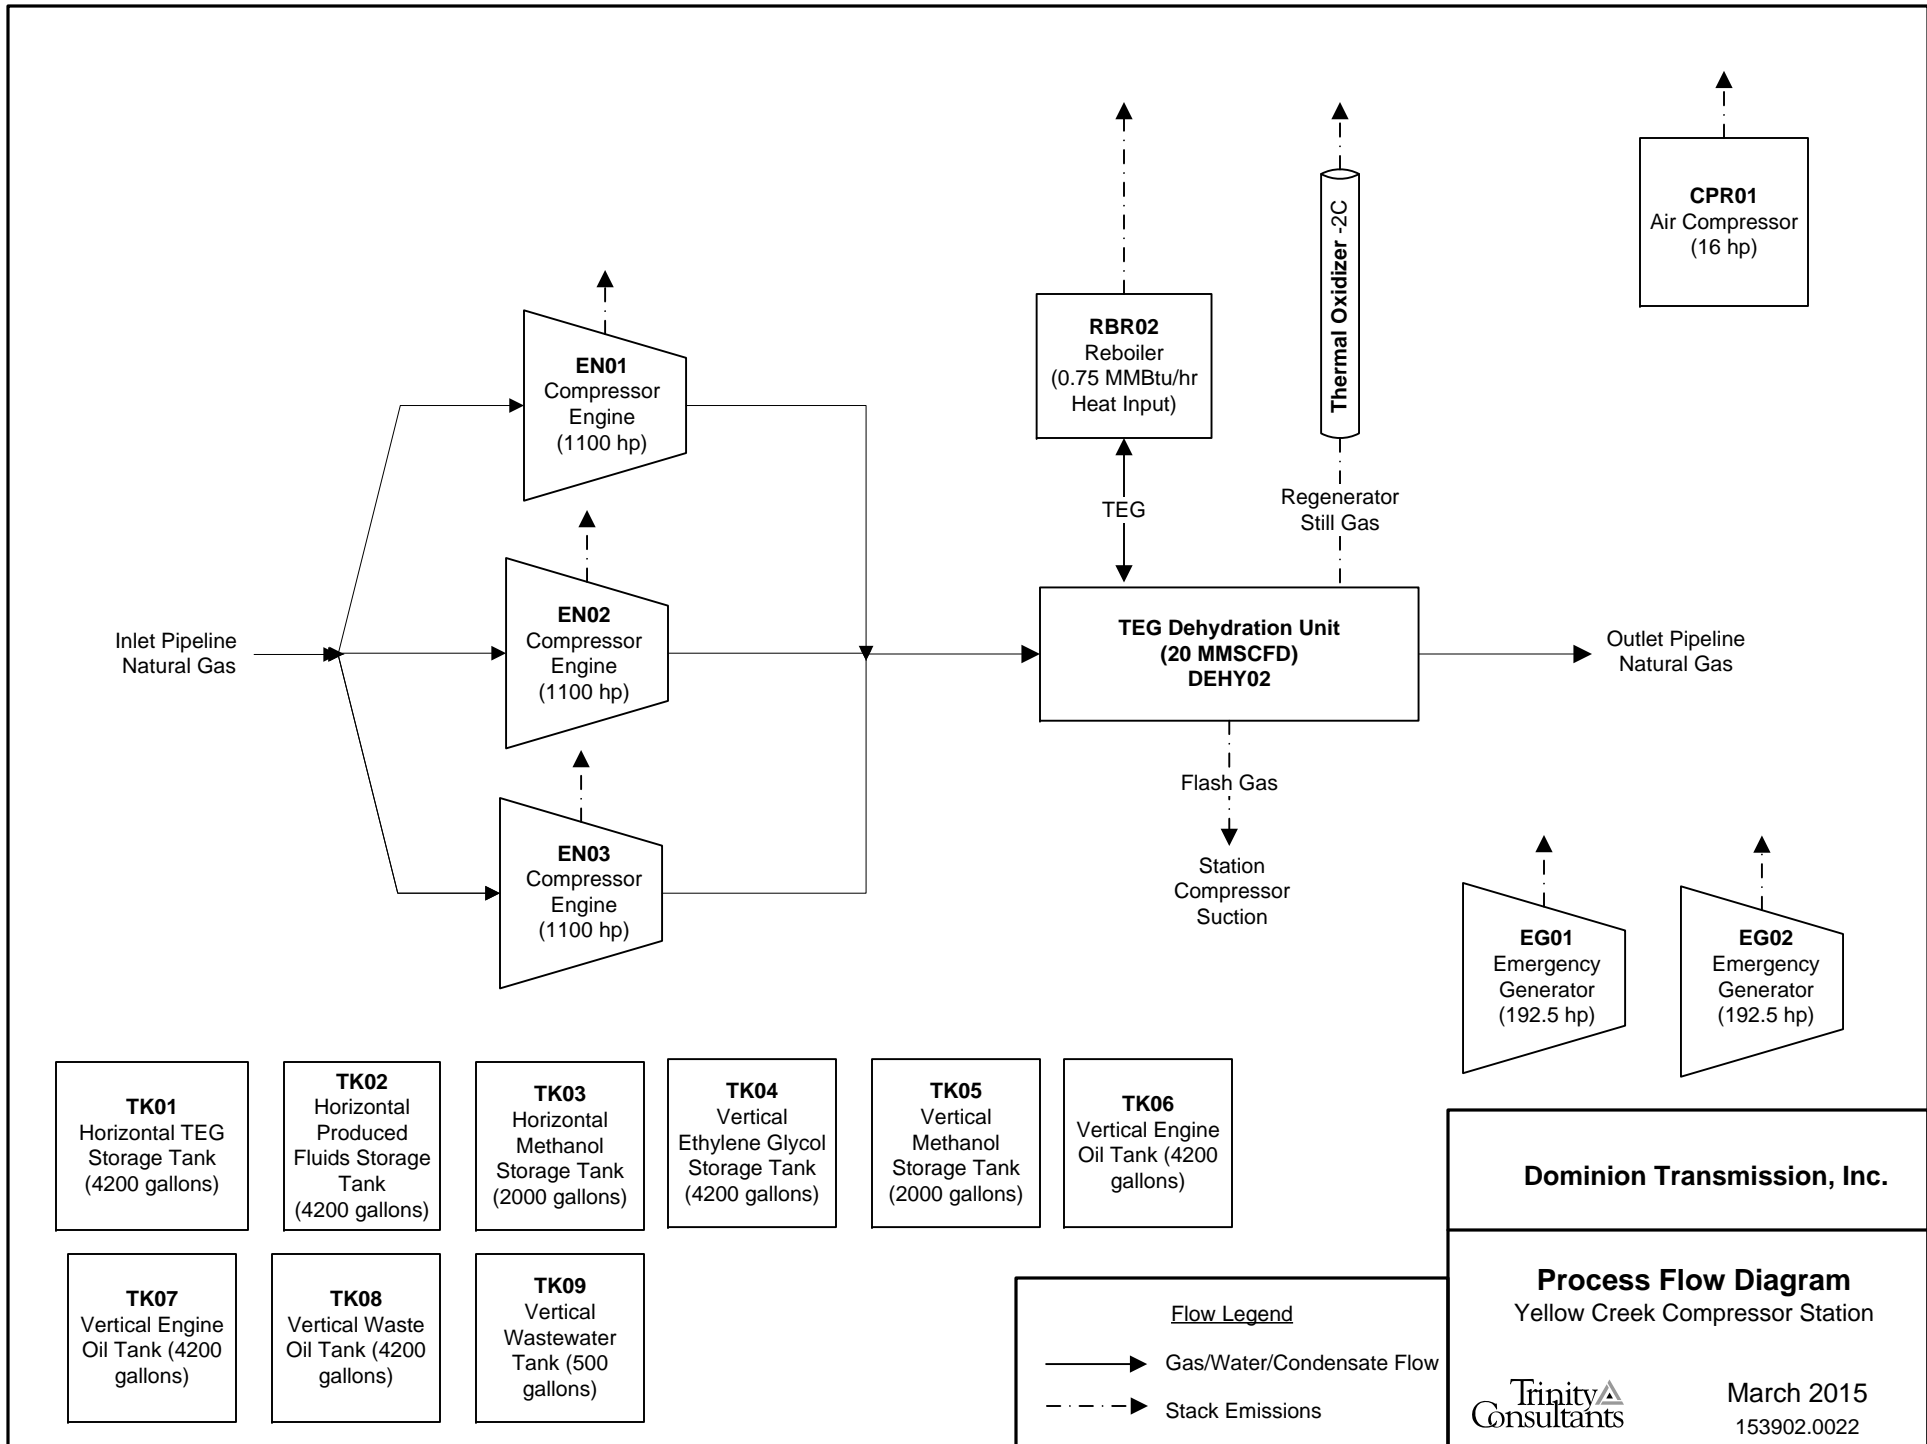 CPR01
Air Compressor
(16 hp)
Thermal Oxidizer -2C
RBR02
Reboiler
(0.75 MMBtu/hr
Heat Input)
EN01
Compressor
Engine
(1100 hp)
TEG
Regenerator
Still Gas
Inlet Pipeline
Natural Gas
EN02
Compressor
Engine
(1100 hp)
TEG Dehydration Unit
(20 MMSCFD)
DEHY02
Outlet Pipeline
Natural Gas
Flash Gas
Station
Compressor
Suction
EN03
Compressor
Engine
(1100 hp)
EG01
Emergency
Generator
(192.5 hp)
EG02
Emergency
Generator
(192.5 hp)
TK01
Horizontal TEG
Storage Tank
(4200 gallons)
TK02
Horizontal
Produced
Fluids Storage
Tank
(4200 gallons)
TK03
Horizontal
Methanol
Storage Tank
(2000 gallons)
TK04
Vertical
Ethylene Glycol
Storage Tank
(4200 gallons)
TK05
Vertical
Methanol
Storage Tank
(2000 gallons)
TK06
Vertical Engine
Oil Tank (4200
gallons)
TK07
Vertical Engine
Oil Tank (4200
gallons)
TK08
Vertical Waste
Oil Tank (4200
gallons)
TK09
Vertical
Wastewater
Tank (500
gallons)
Flow Legend
Gas/Water/Condensate Flow
Stack Emissions
Dominion Transmission, Inc.
Process Flow Diagram
Yellow Creek Compressor Station
Trinity
Consultants
March 2015
153902.0022